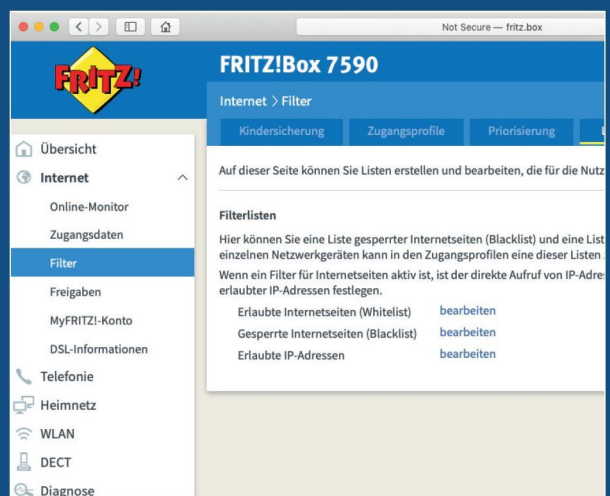 Not Secure — fritz.box
FRITZ!
FRITZ!Box 7590
Internet > Filter
Kindersicherung
Zugangsprofile
Priorisierung
Übersicht
Internet
Online-Monitor
Zugangsdaten
Filter
Freigaben
MyFRITZ!-Konto
DSL-Informationen
Telefonie
Heimnetz
WLAN
DECT
Diagnose
Auf dieser Seite können Sie Listen erstellen und bearbeiten, die für die Nutz
Filterlisten
Hier können Sie eine Liste gesperrter Internetseiten (Blacklist) und eine List
einzelnen Netzwerkgeräten kann in den Zugangsprofilen eine dieser Listen
Wenn ein Filter für Internetseiten aktiv ist, ist der direkte Aufruf von IP-Adre
erlaubter IP-Adressen festlegen.
Erlaubte Internetseiten (Whitelist) bearbeiten
Gesperrte Internetseiten (Blacklist) bearbeiten
Erlaubte IP-Adressen bearbeiten